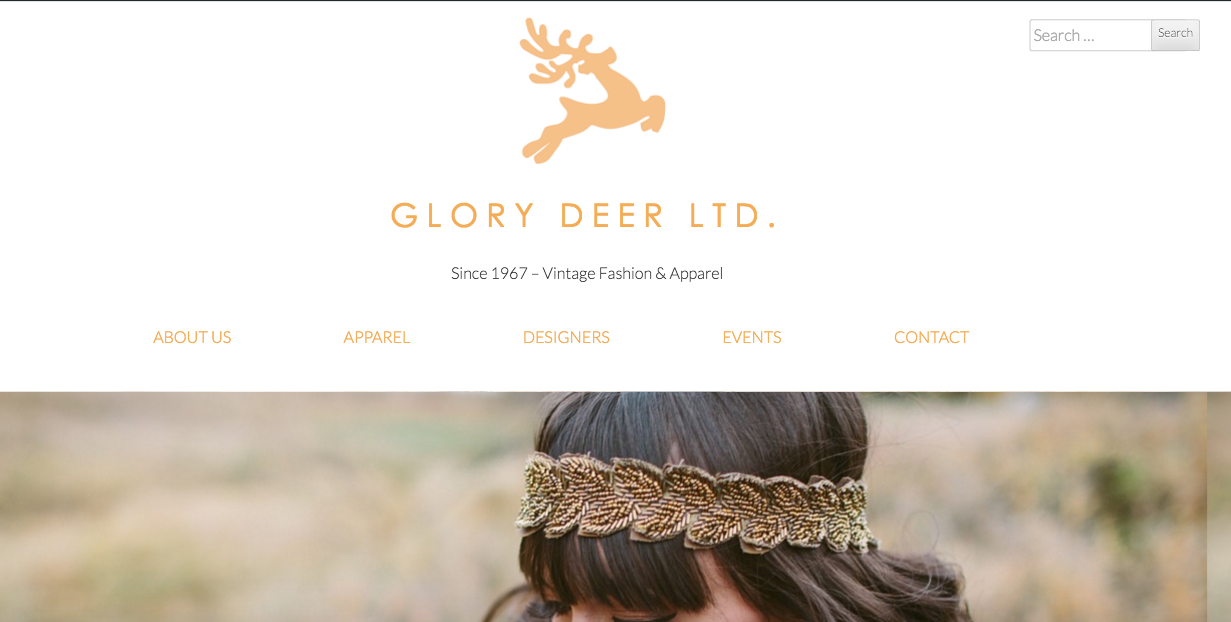 Search ...
Search
GLORY DEER LTD.
Since 1967 – Vintage Fashion & Apparel
ABOUT US APPAREL DESIGNERS EVENTS CONTACT